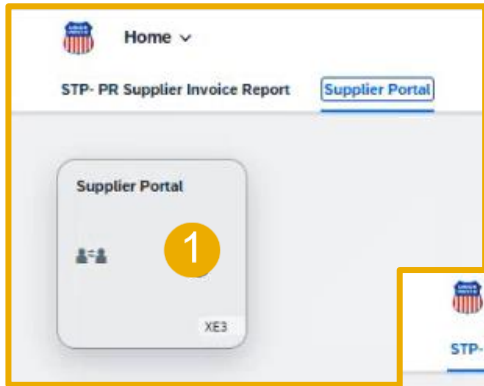 Home
STP- PR Supplier Invoice Report Supplier Portal
Supplier Portal
1
XE3
STP-